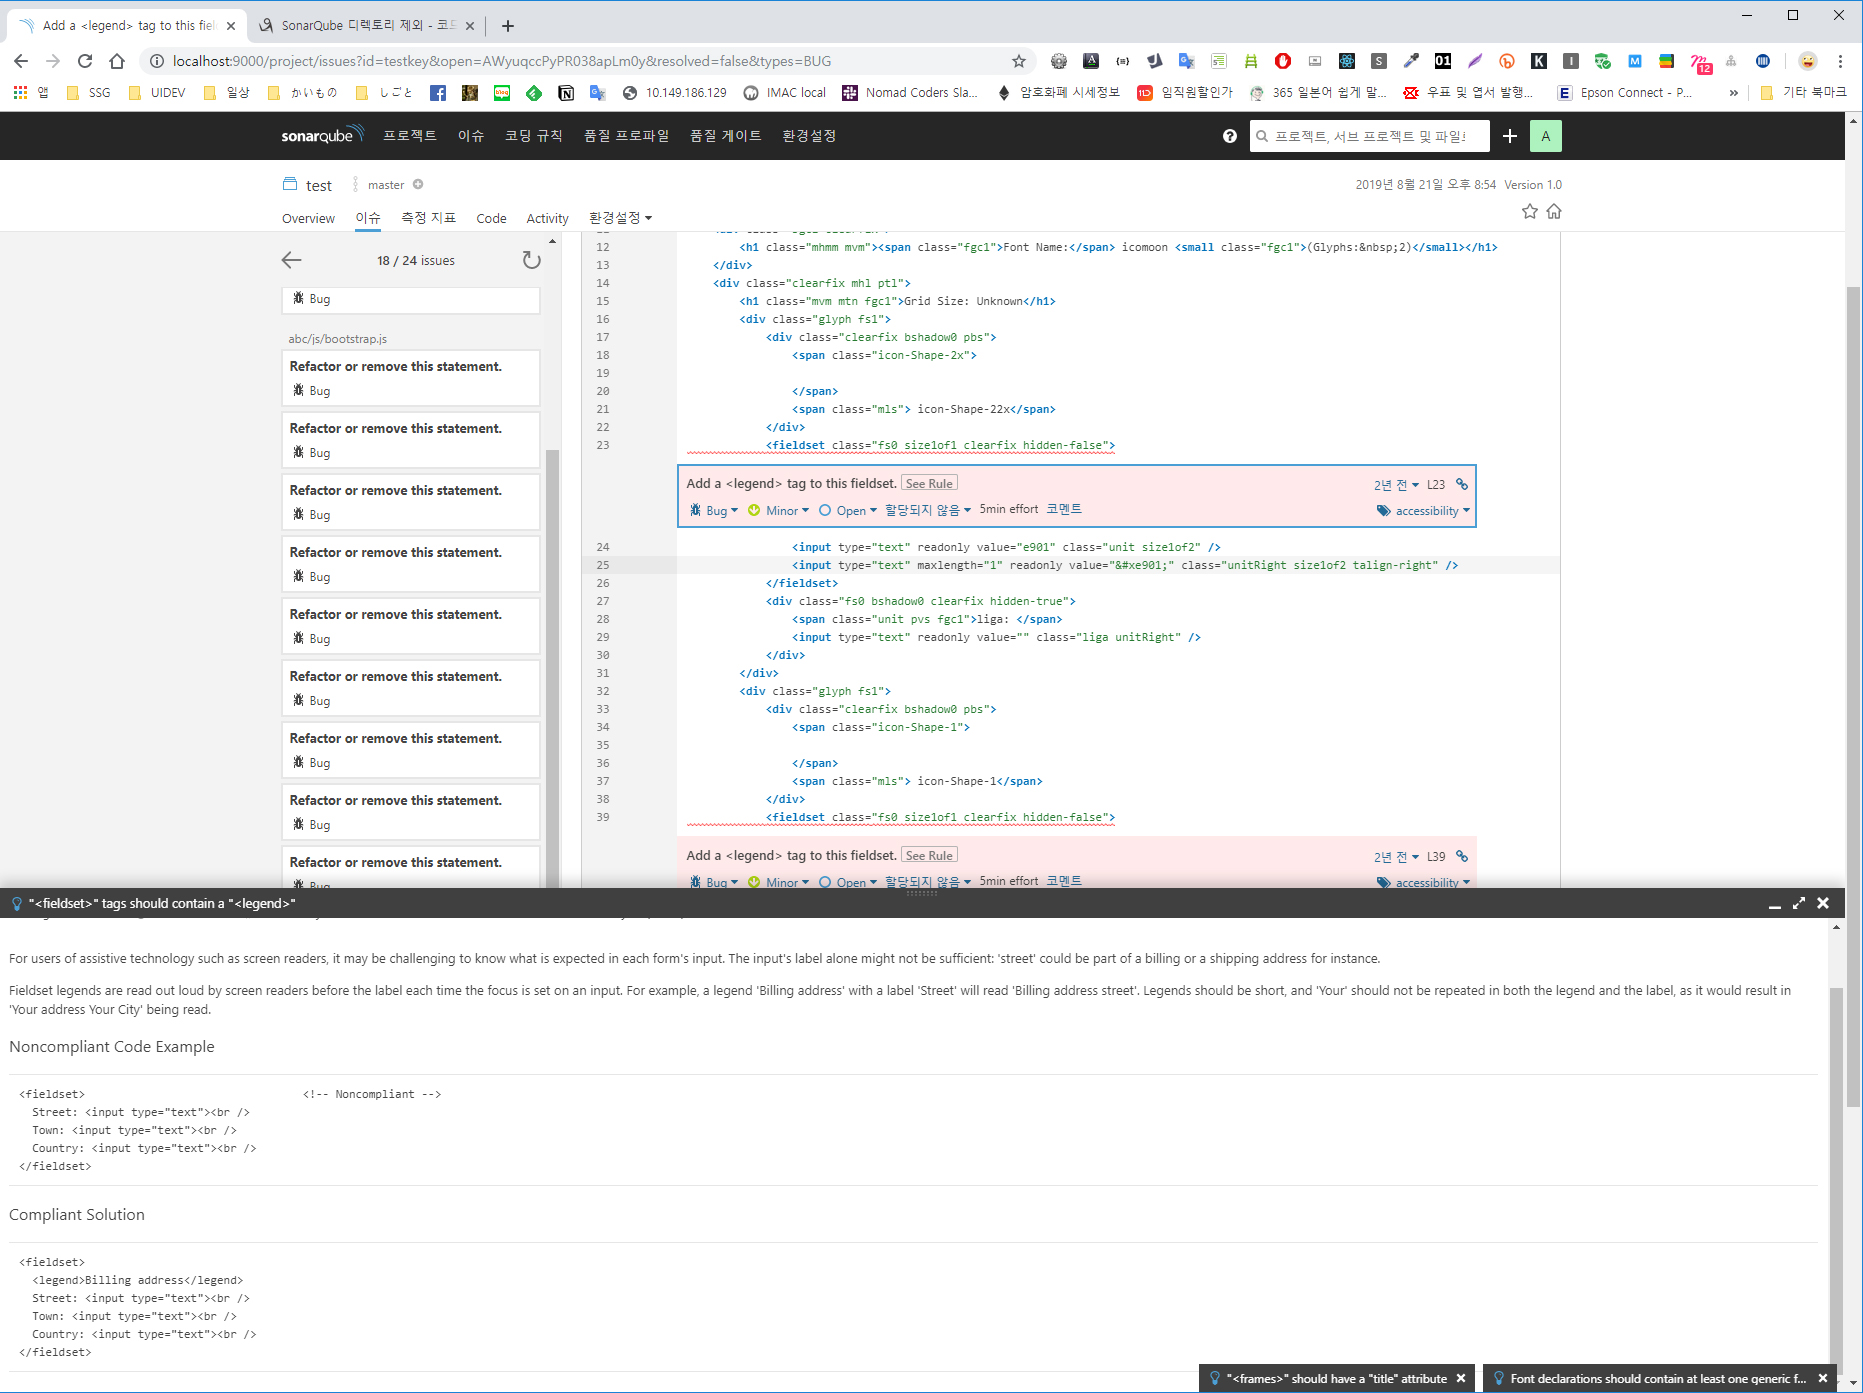 Add a <legend> tag to this fiel
SonarQube 디렉토리 제외 - 코드
localhost:9000/project/issues?id=testkey&open=AWyuqccPyPR038apLm0y&resolved=false&types=BUG
앱 SSG UIDEV 일상 かいもの しごと 10.149.186.129 IMAC local Nomad Coders Sla... 암호화폐 시세정보 임직원할인가 365 일본어 쉽게 말... 우표 및 엽서 발행... Epson Connect - P... » 기타 북마크
sonarqube 프로젝트 이슈 코딩 규칙 품질 프로파일 품질 게이트 환경설정 프로젝트, 서브 프로젝트 및 파일 A
test master 2019년 8월 21일 오후 8:54 Version 1.0
Overview 이슈 측정 지표 Code Activity 환경설정
18 / 24 issues
Bug
abc/js/bootstrap.js
Refactor or remove this statement.
Bug
Refactor or remove this statement.
Bug
Refactor or remove this statement.
Bug
Refactor or remove this statement.
Bug
Refactor or remove this statement.
Bug
Refactor or remove this statement.
Bug
Refactor or remove this statement.
Bug
Refactor or remove this statement.
Bug
Refactor or remove this statement.
Bug
12 <h1 class="mhmm mvm"><span class="fgc1">Font Name:</span> icomoon <small class="fgc1">(Glyphs:&nbsp;2)</small></h1>
13 </div>
14 <div class="clearfix mhl ptl">
15 <h1 class="mvm mtn fgc1">Grid Size: Unknown</h1>
16 <div class="glyph fs1">
17 <div class="clearfix bshadow0 pbs">
18 <span class="icon-Shape-2x">
19
20 </span>
21 <span class="mls"> icon-Shape-22x</span>
22 </div>
23 <fieldset class="fs0 size1of1 clearfix hidden-false">
Add a <legend> tag to this fieldset. See Rule 2년 전 L23
Bug Minor Open 할당되지 않음 5min effort 코멘트 accessibility
24 <input type="text" readonly value="e901" class="unit size1of2" />
25 <input type="text" maxlength="1" readonly value="&#xe901;" class="unitRight size1of2 talign-right" />
26 </fieldset>
27 <div class="fs0 bshadow0 clearfix hidden-true">
28 <span class="unit pvs fgc1">liga: </span>
29 <input type="text" readonly value="" class="liga unitRight" />
30 </div>
31 </div>
32 <div class="glyph fs1">
33 <div class="clearfix bshadow0 pbs">
34 <span class="icon-Shape-1">
35
36 </span>
37 <span class="mls"> icon-Shape-1</span>
38 </div>
39 <fieldset class="fs0 size1of1 clearfix hidden-false">
Add a <legend> tag to this fieldset. See Rule 2년 전 L39
Bug Minor Open 할당되지 않음 5min effort 코멘트 accessibility
"<fieldset>" tags should contain a "<legend>"
For users of assistive technology such as screen readers, it may be challenging to know what is expected in each form's input. The input's label alone might not be sufficient: 'street' could be part of a billing or a shipping address for instance.
Fieldset legends are read out loud by screen readers before the label each time the focus is set on an input. For example, a legend 'Billing address' with a label 'Street' will read 'Billing address street'. Legends should be short, and 'Your' should not be repeated in both the legend and the label, as it would result in
'Your address Your City' being read.
Noncompliant Code Example
<fieldset> <!-- Noncompliant -->
Street: <input type="text"><br />
Town: <input type="text"><br />
Country: <input type="text"><br />
</fieldset>
Compliant Solution
<fieldset>
<legend>Billing address</legend>
Street: <input type="text"><br />
Town: <input type="text"><br />
Country: <input type="text"><br />
</fieldset>
"<frames>" should have a "title" attribute
Font declarations should contain at least one generic f...